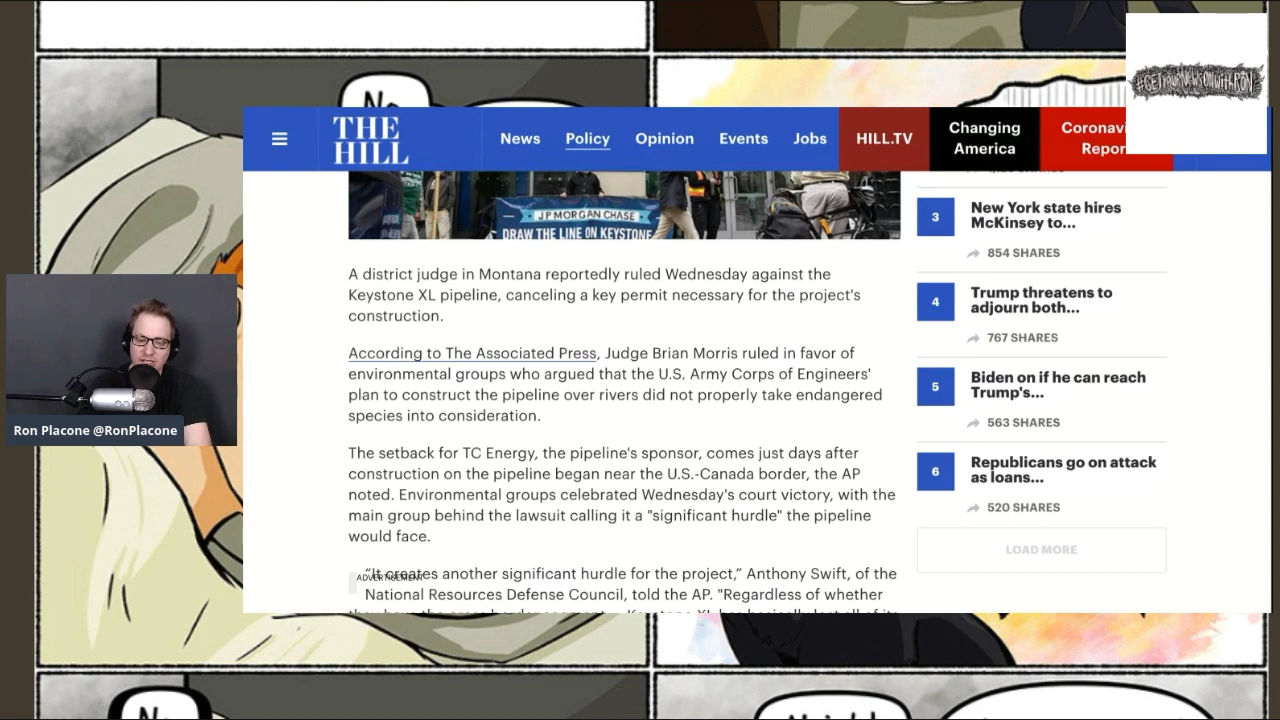 No
THE
HILL
News
Policy
Opinion
Events
Jobs
HILL.TV
Changing
America
#GETYOURNEWSONWITHRON
JP MORGAN CHASE
DRAW THE LINE ON KEYSTONE
A district judge in Montana reportedly ruled Wednesday against the
Keystone XL pipeline, canceling a key permit necessary for the project's
construction.
According to The Associated Press, Judge Brian Morris ruled in favor of
environmental groups who argued that the U.S. Army Corps of Engineers'
plan to construct the pipeline over rivers did not properly take endangered
species into consideration.
The setback for TC Energy, the pipeline's sponsor, comes just days after
construction on the pipeline began near the U.S.-Canada border, the AP
noted. Environmental groups celebrated Wednesday's court victory, with the
main group behind the lawsuit calling it a "significant hurdle" the pipeline
would face.
ADVERTISEMENT
“It creates another significant hurdle for the project,” Anthony Swift, of the
National Resources Defense Council, told the AP. "Regardless of whether
3
New York state hires
McKinsey to...
854 SHARES
4
Trump threatens to
adjourn both...
767 SHARES
5
Biden on if he can reach
Trump's...
563 SHARES
6
Republicans go on attack
as loans...
520 SHARES
LOAD MORE
Ron Placone @RonPlacone